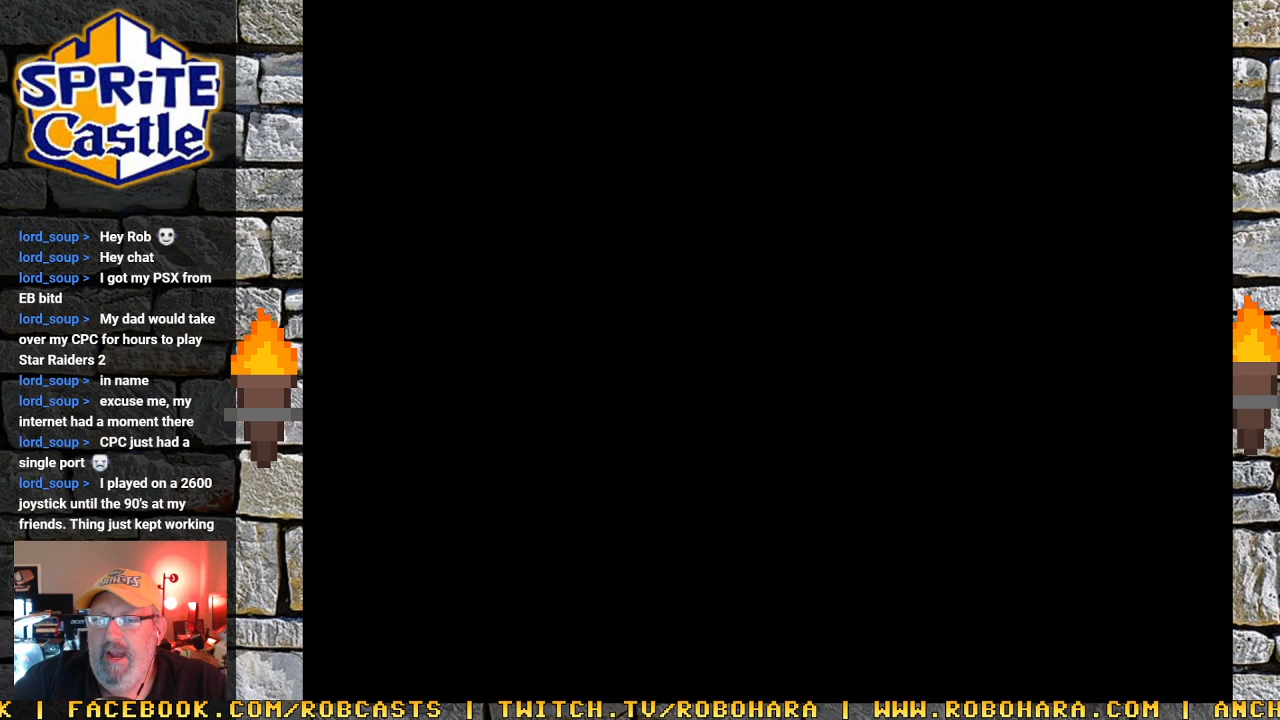 SPRiTE
Castle
lord_soup > Hey Rob
lord_soup > Hey chat
lord_soup > I got my PSX from
EB bitd
lord_soup > My dad would take
over my CPC for hours to play
Star Raiders 2
lord_soup > in name
lord_soup > excuse me, my
internet had a moment there
lord_soup > CPC just had a
single port
lord_soup > I played on a 2600
joystick until the 90's at my
friends. Thing just kept working
acer
K | FACEBOOK.COM/ROBCASTS | TWITCH.TV/ROBOHARA | WWW.ROBOHARA.COM | ANCH